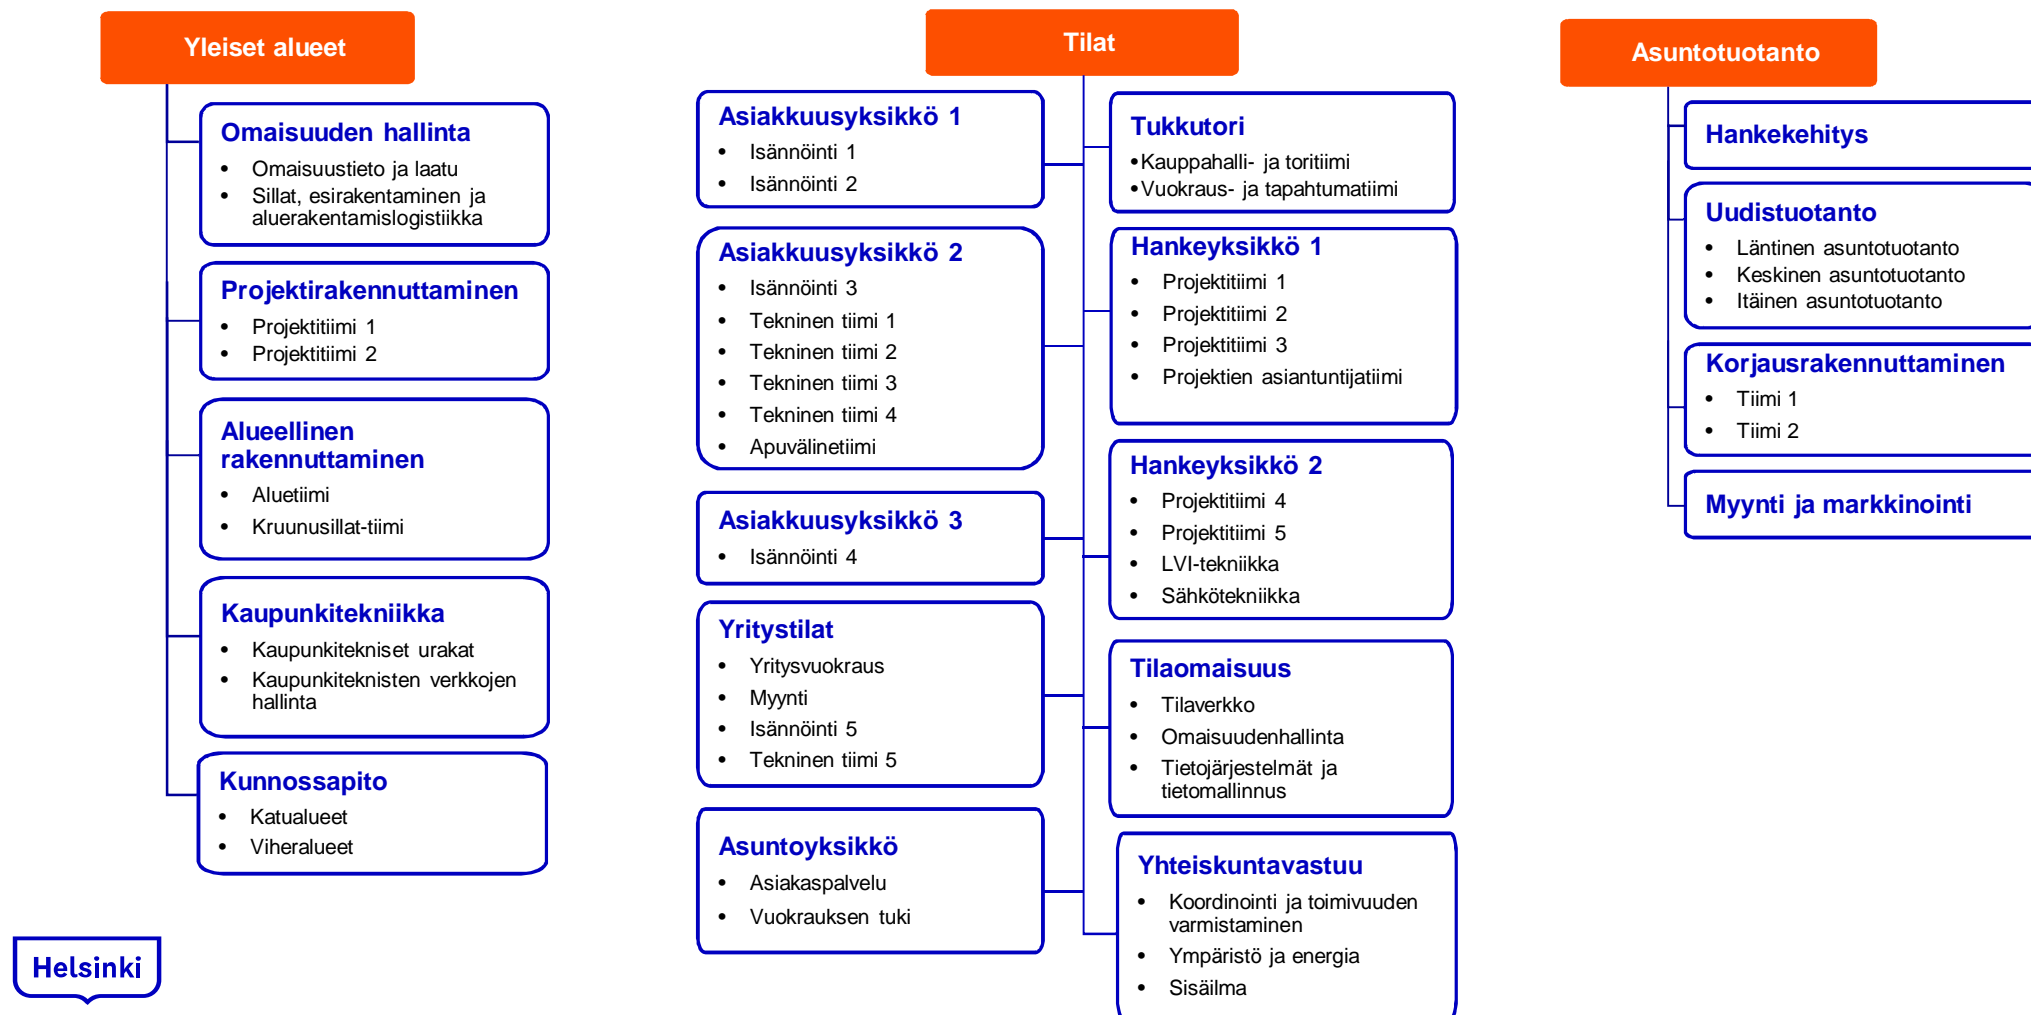 Yleiset alueet
Omaisuuden hallinta
• Omaisuustieto ja laatu
• Sillat, esirakentaminen ja
aluerakentamislogistiikka
Projektirakennuttaminen
• Projektitiimi 1
• Projektitiimi 2
Alueellinen
rakennuttaminen
• Aluetiimi
• Kruunusillat-tiimi
Kaupunkitekniikka
• Kaupunkitekniset urakat
• Kaupunkiteknisten verkkojen
hallinta
Kunnossapito
• Katualueet
• Viheralueet
Tilat
Asiakkuusyksikkö 1
• Isännöinti 1
• Isännöinti 2
Asiakkuusyksikkö 2
• Isännöinti 3
• Tekninen tiimi 1
• Tekninen tiimi 2
• Tekninen tiimi 3
• Tekninen tiimi 4
• Apuvälinetiimi
Asiakkuusyksikkö 3
• Isännöinti 4
Yritystilat
• Yritysvuokraus
• Myynti
• Isännöinti 5
• Tekninen tiimi 5
Asuntoyksikkö
• Asiakaspalvelu
• Vuokrauksen tuki
Tukkutori
• Kauppahalli- ja toritiimi
• Vuokraus- ja tapahtumatiimi
Hankeyksikkö 1
• Projektitiimi 1
• Projektitiimi 2
• Projektitiimi 3
• Projektien asiantuntijatiimi
Hankeyksikkö 2
• Projektitiimi 4
• Projektitiimi 5
• LVI-tekniikka
• Sähkötekniikka
Tilaomaisuus
• Tilaverkko
• Omaisuudenhallinta
• Tietojärjestelmät ja
tietomallinnus
Yhteiskuntavastuu
• Koordinointi ja toimivuuden
varmistaminen
• Ympäristö ja energia
• Sisäilma
Asuntotuotanto
Hankekehitys
Uudistuotanto
• Läntinen asuntotuotanto
• Keskinen asuntotuotanto
• Itäinen asuntotuotanto
Korjausrakennuttaminen
• Tiimi 1
• Tiimi 2
Myynti ja markkinointi
Helsinki